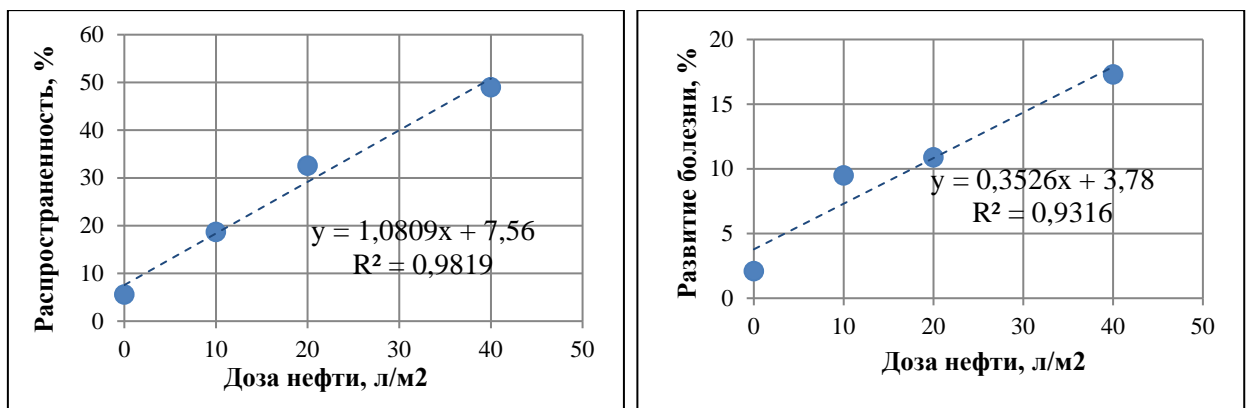 Распространенность, %
60
50
40
30
20
10
0
y = 1,0809x + 7,56
R² = 0,9819
0 10 20 30 40 50
Доза нефти, л/м2
Развитие болезни, %
20
15
10
5
0
y = 0,3526x + 3,78
R² = 0,9316
0 10 20 30 40 50
Доза нефти, л/м2